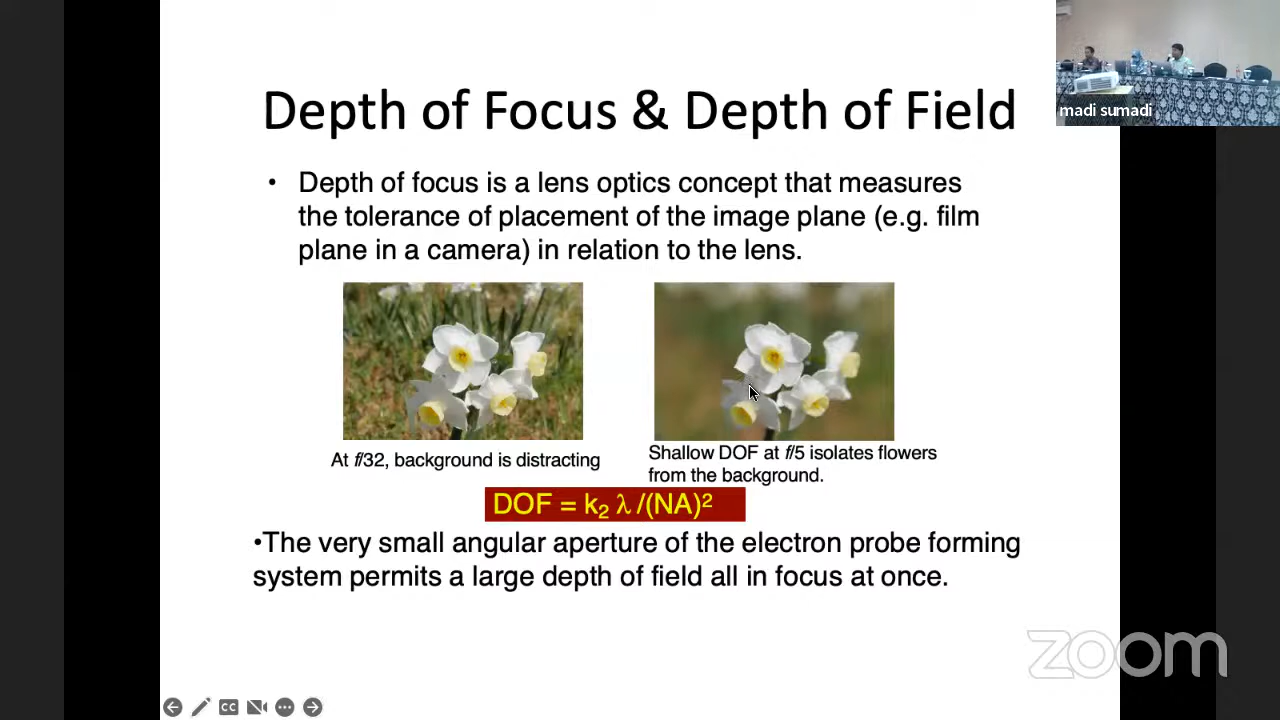 Depth of Focus & Depth of Field
madi sumadi
• Depth of focus is a lens optics concept that measures
the tolerance of placement of the image plane (e.g. film
plane in a camera) in relation to the lens.
At f/32, background is distracting
Shallow DOF at f/5 isolates flowers
from the background.
DOF = k₂ λ /(NA)²
•The very small angular aperture of the electron probe forming
system permits a large depth of field all in focus at once.
zoom
CC